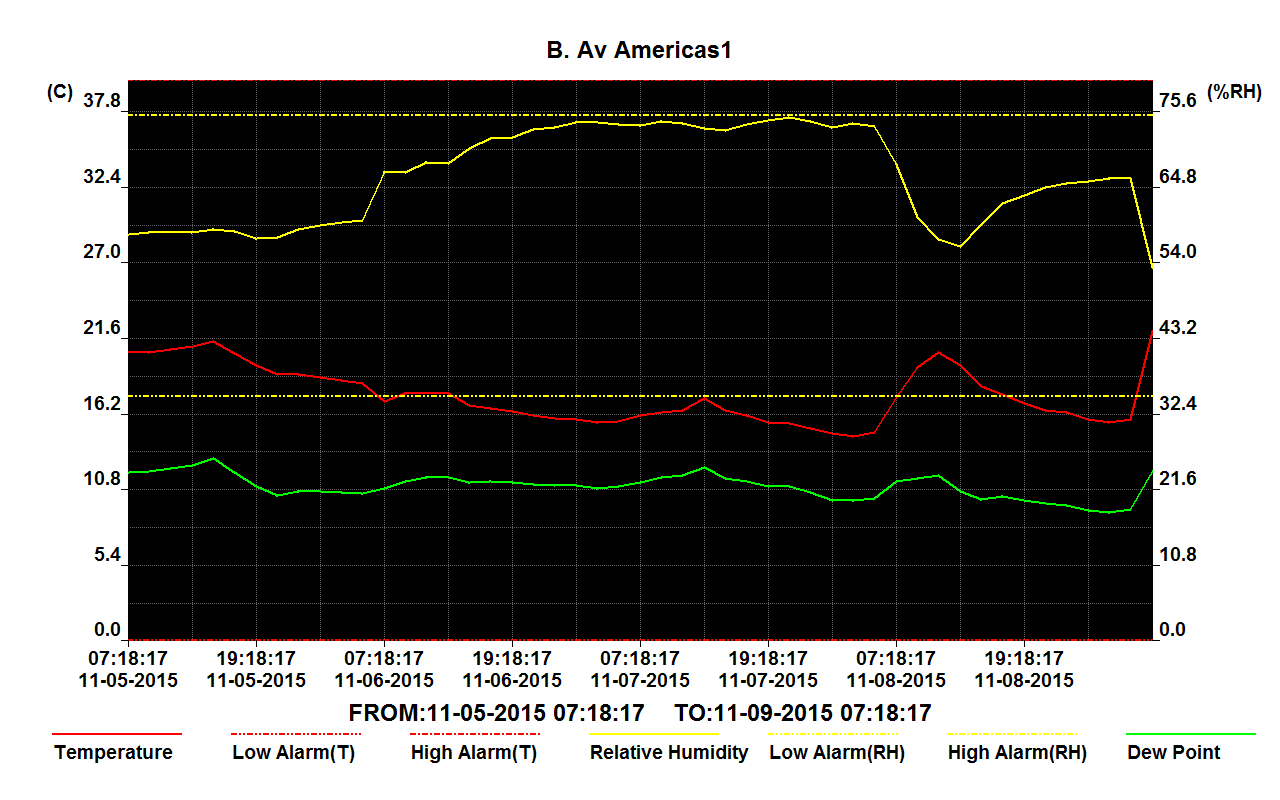 B. Av Americas1
(C) (%RH)
37.8 75.6
32.4 64.8
27.0 54.0
21.6 43.2
16.2 32.4
10.8 21.6
5.4 10.8
0.0 0.0
07:18:17 19:18:17 07:18:17 19:18:17 07:18:17 19:18:17 07:18:17 19:18:17
11-05-2015 11-05-2015 11-06-2015 11-06-2015 11-07-2015 11-07-2015 11-08-2015 11-08-2015
FROM:11-05-2015 07:18:17 TO:11-09-2015 07:18:17
Temperature Low Alarm(T) High Alarm(T) Relative Humidity Low Alarm(RH) High Alarm(RH) Dew Point